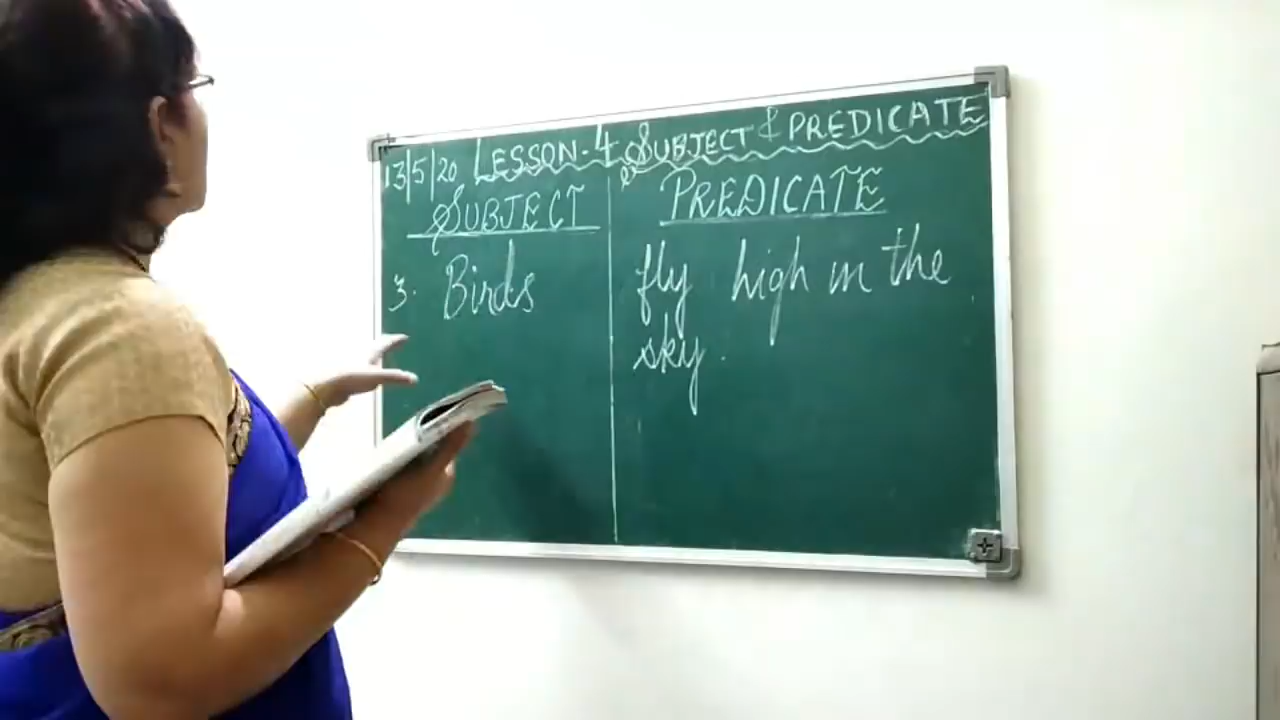 13/5/20 LESSON-4 SUBJECT & PREDICATE
SUBJECT PREDICATE
3. Birds fly high in the
sky.